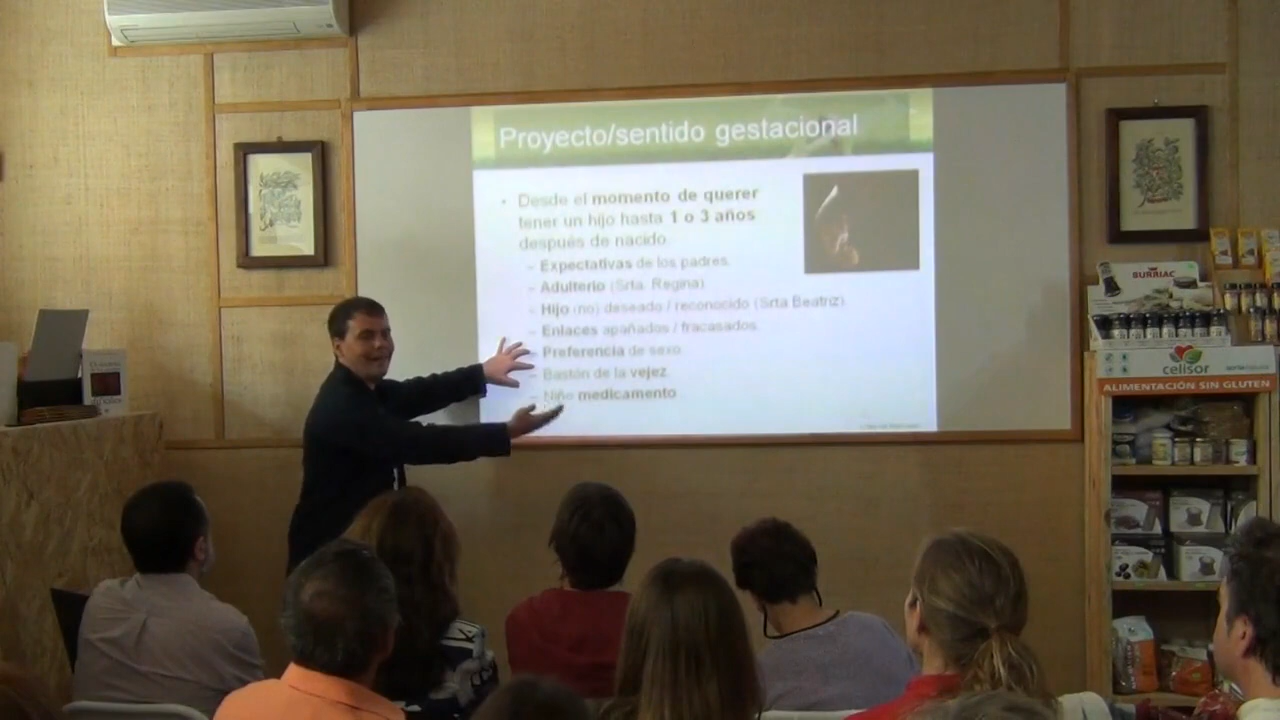 Proyecto/sentido gestacional
• Desde el momento de querer
tener un hijo hasta 1 o 3 años
después de nacido.
– Expectativas de los padres.
– Adulterio (Srta. Regina)
– Hijo (no) deseado / reconocido (Srta Beatriz)
– Enlaces apañados / fracasados.
– Preferencia de sexo
– Bastón de la vejez
– Niño medicamento
BURRIAC
celisor
ALIMENTACIÓN SIN GLUTEN